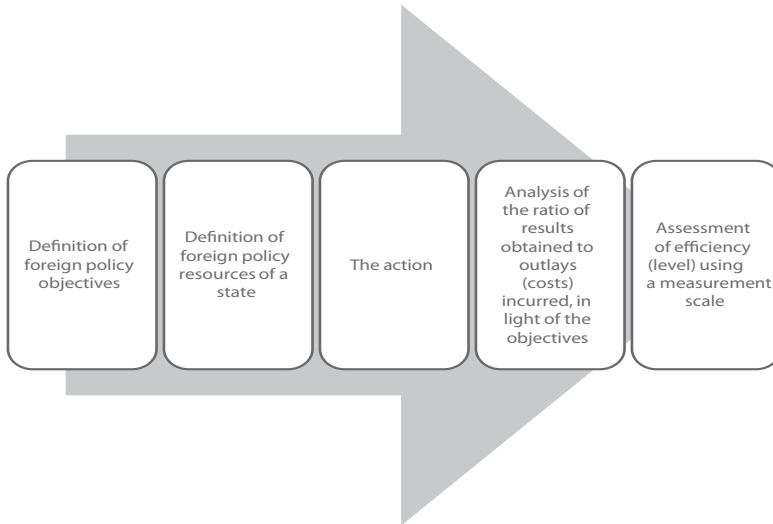 Definition of
foreign policy
objectives
Definition of
foreign policy
resources of a
state
The action
Analysis of
the ratio of
results
obtained to
outlays
(costs)
incurred, in
light of the
objectives
Assessment
of efficiency
(level) using
a measurement
scale